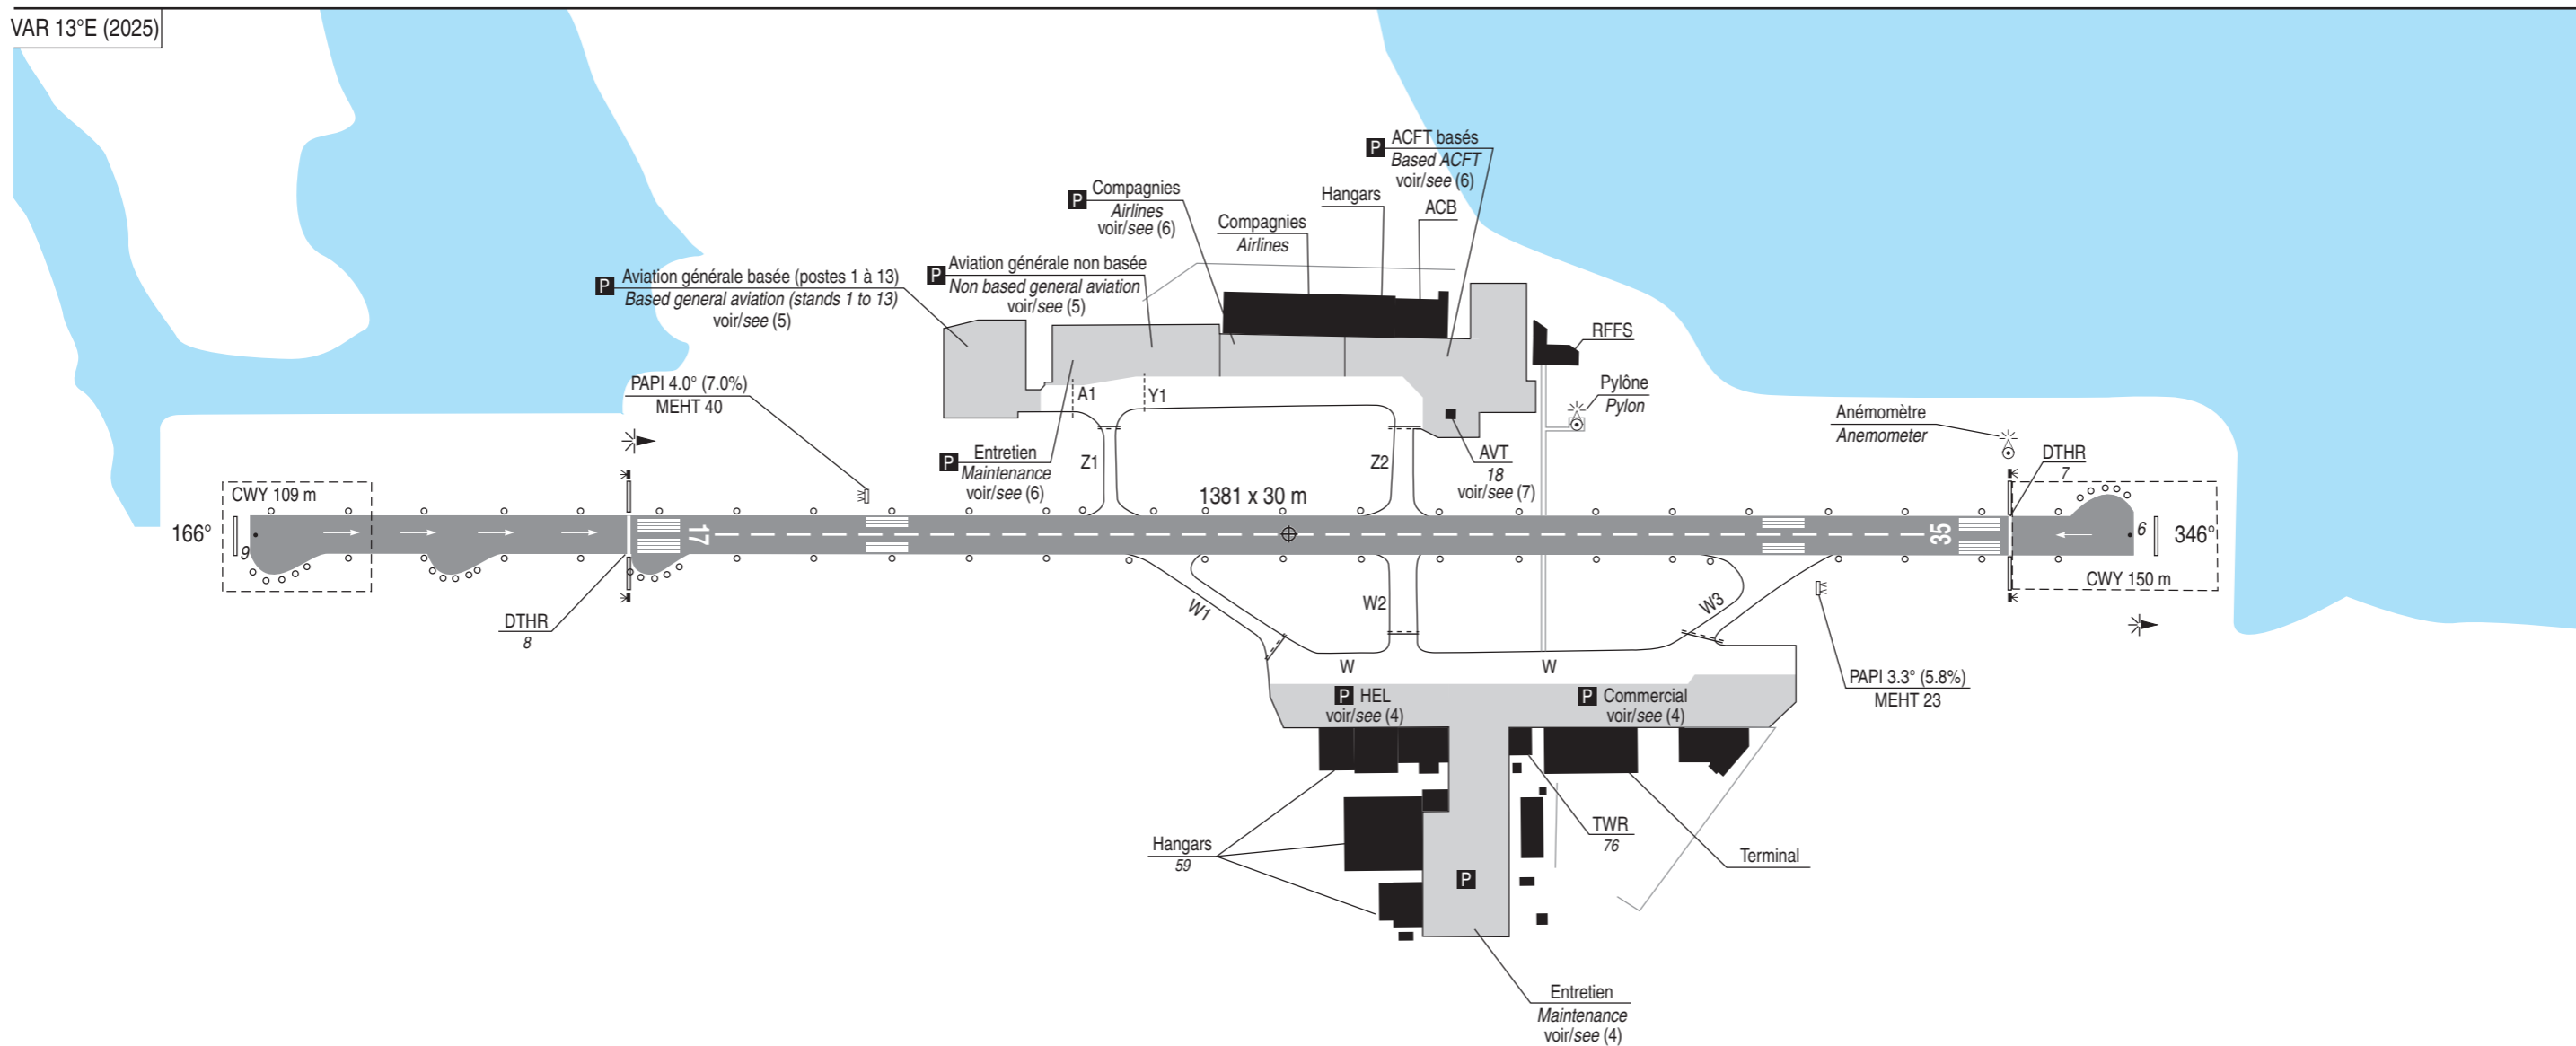 VAR 13°E (2025)
P ACFT basés
Based ACFT
voir/see (6)
P Compagnies
Airlines
voir/see (6)
Hangars
ACB
Compagnies
Airlines
P Aviation générale basée (postes 1 à 13)
Based general aviation (stands 1 to 13)
voir/see (5)
P Aviation générale non basée
Non based general aviation
voir/see (5)
RFFS
PAPI 4.0° (7.0%)
MEHT 40
A1
Y1
Pylône
Pylon
Anémomètre
Anemometer
P Entretien
Maintenance
voir/see (6)
Z1
Z2
AVT
18
voir/see (7)
DTHR
7
CWY 109 m
1381 x 30 m
166°
9
17
35
6
346°
CWY 150 m
DTHR
8
W1
W2
W3
W
W
P HEL
voir/see (4)
P Commercial
voir/see (4)
PAPI 3.3° (5.8%)
MEHT 23
Hangars
59
TWR
76
Terminal
P
Entretien
Maintenance
voir/see (4)